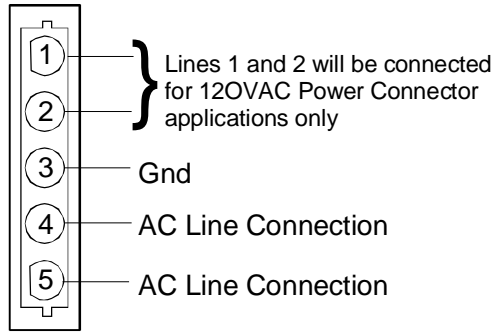 1
2
3
4
5
Lines 1 and 2 will be connected
for 12OVAC Power Connector
applications only
Gnd
AC Line Connection
AC Line Connection